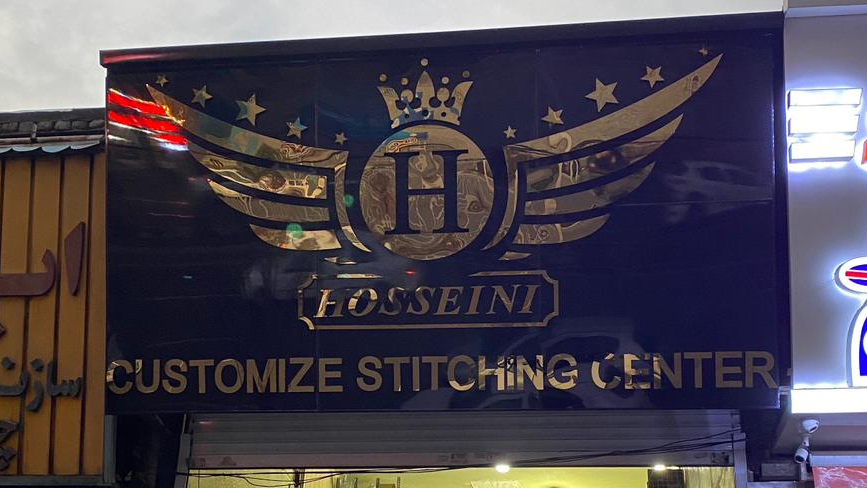 H
HOSSEINI
CUSTOMIZE STITCHING CENTER